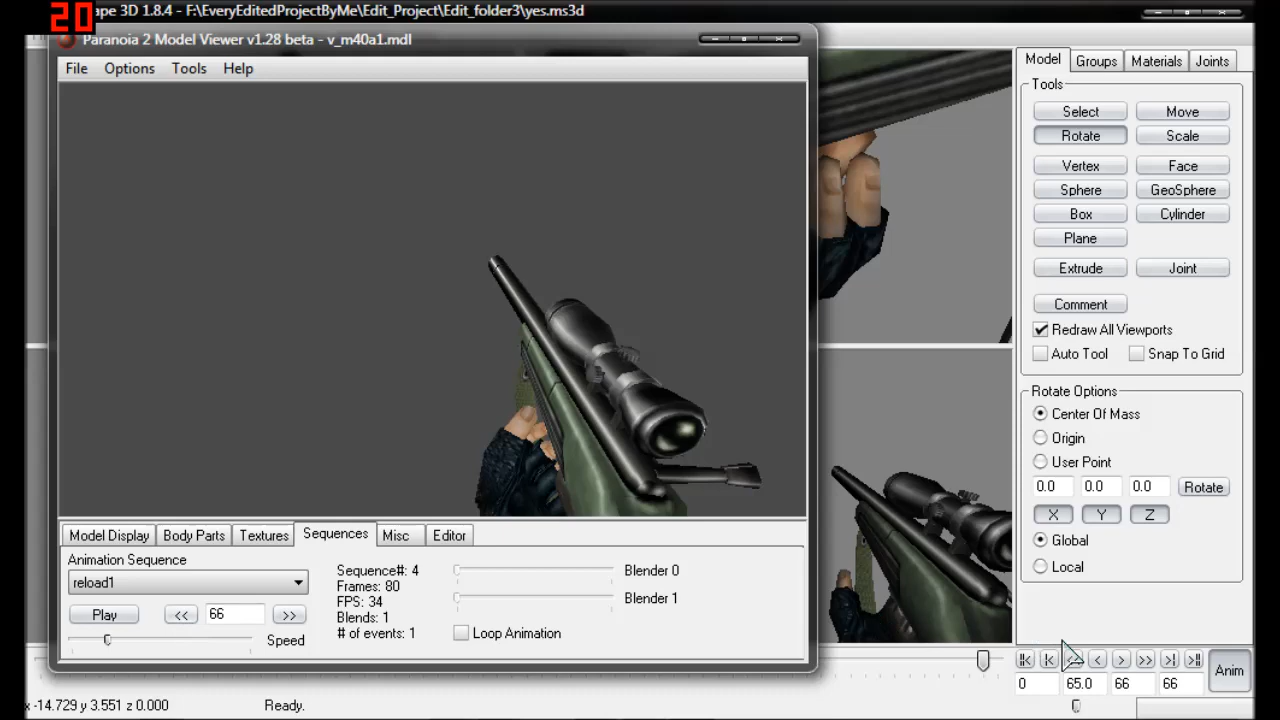 20
ape 3D 1.8.4 - F:\EveryEditedProjectByMe\Edit_Project\Edit_folder3\yes.ms3d
Paranoia 2 Model Viewer v1.28 beta - v_m40a1.mdl
File Options Tools Help
Model Display Body Parts Textures Sequences Misc Editor
Animation Sequence
reload1
Play << 66 >>
Speed
Sequence#: 4
Frames: 80
FPS: 34
Blends: 1
# of events: 1
Blender 0
Blender 1
Loop Animation
Model Groups Materials Joints
Tools
Select Move
Rotate Scale
Vertex Face
Sphere GeoSphere
Box Cylinder
Plane
Extrude Joint
Comment
Redraw All Viewports
Auto Tool Snap To Grid
Rotate Options
Center Of Mass
Origin
User Point
0.0 0.0 0.0 Rotate
X Y Z
Global
Local
0 65.0 66 66 Anim
x -14.729 y 3.551 z 0.000 Ready.